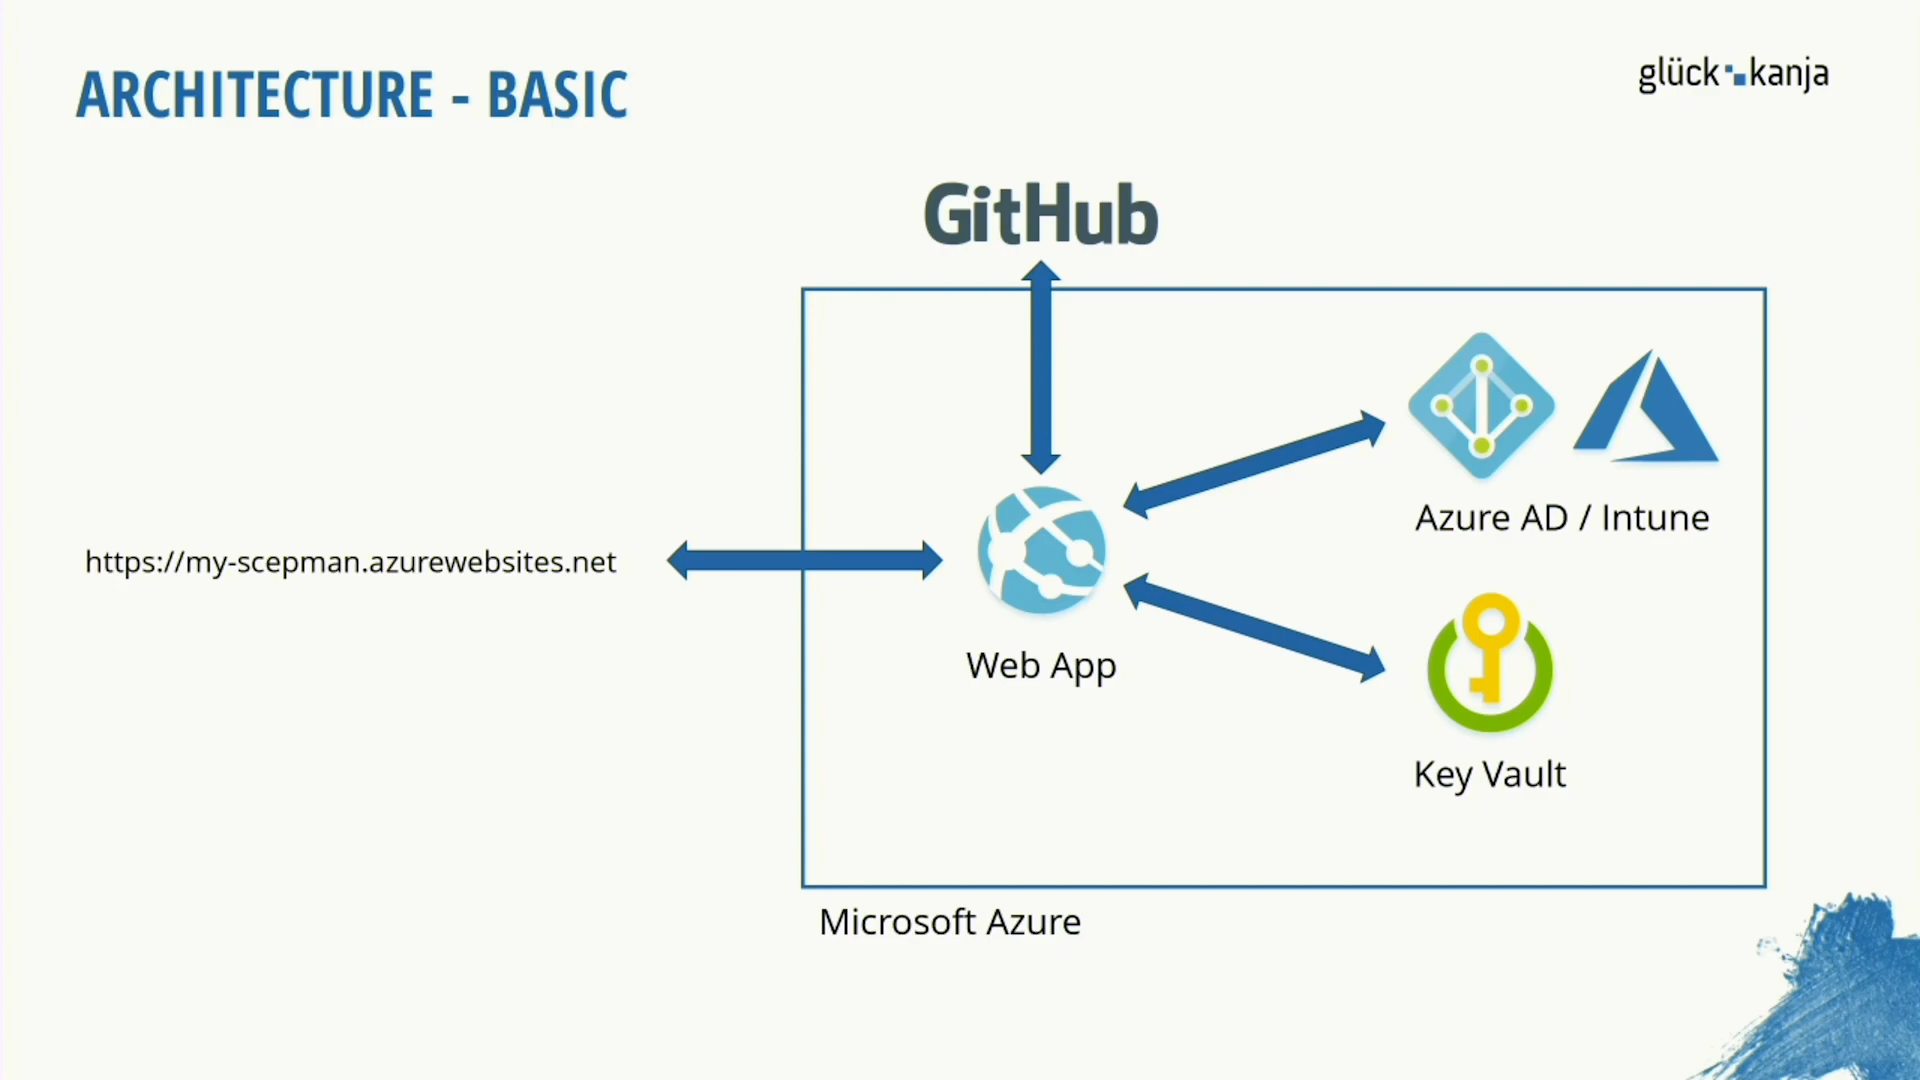 ARCHITECTURE - BASIC
glück kanja
GitHub
Azure AD / Intune
https://my-scepman.azurewebsites.net
Web App
Key Vault
Microsoft Azure